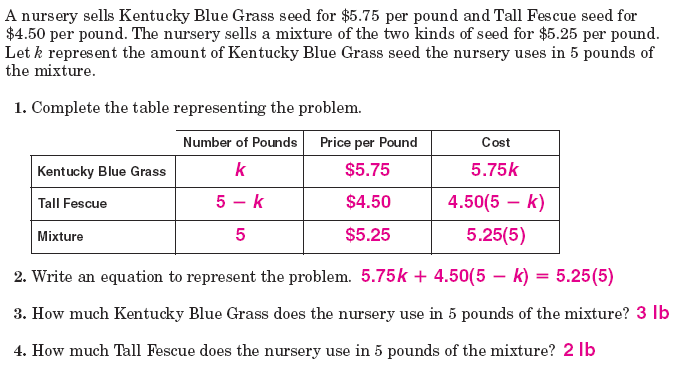 A nursery sells Kentucky Blue Grass seed for $5.75 per pound and Tall Fescue seed for
$4.50 per pound. The nursery sells a mixture of the two kinds of seed for $5.25 per pound.
Let k represent the amount of Kentucky Blue Grass seed the nursery uses in 5 pounds of
the mixture.
1. Complete the table representing the problem.
Number of Pounds Price per Pound Cost
Kentucky Blue Grass k $5.75 5.75k
Tall Fescue 5 – k $4.50 4.50(5 – k)
Mixture 5 $5.25 5.25(5)
2. Write an equation to represent the problem. 5.75k + 4.50(5 – k) = 5.25(5)
3. How much Kentucky Blue Grass does the nursery use in 5 pounds of the mixture? 3 lb
4. How much Tall Fescue does the nursery use in 5 pounds of the mixture? 2 lb